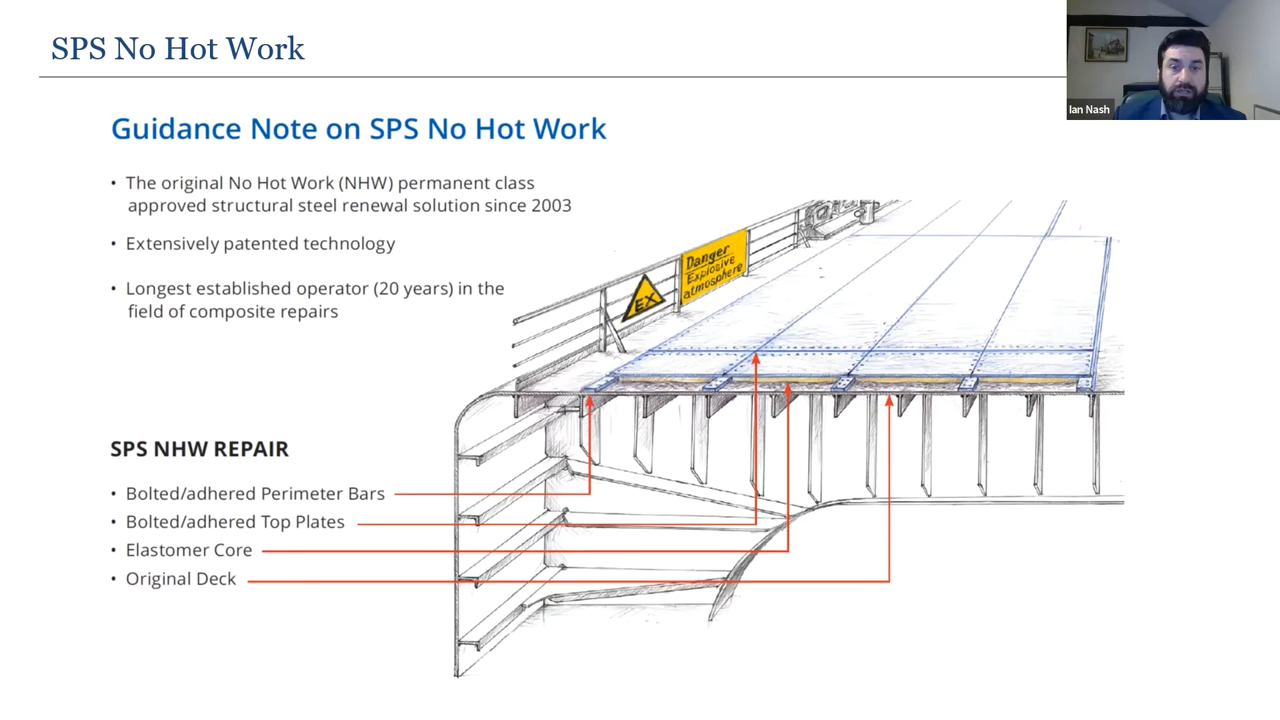 SPS No Hot Work
Ian Nash
Guidance Note on SPS No Hot Work
• The original No Hot Work (NHW) permanent class
approved structural steel renewal solution since 2003
• Extensively patented technology
• Longest established operator (20 years) in the
field of composite repairs
Danger
Explosive
atmosphere
EX
SPS NHW REPAIR
• Bolted/adhered Perimeter Bars
• Bolted/adhered Top Plates
• Elastomer Core
• Original Deck